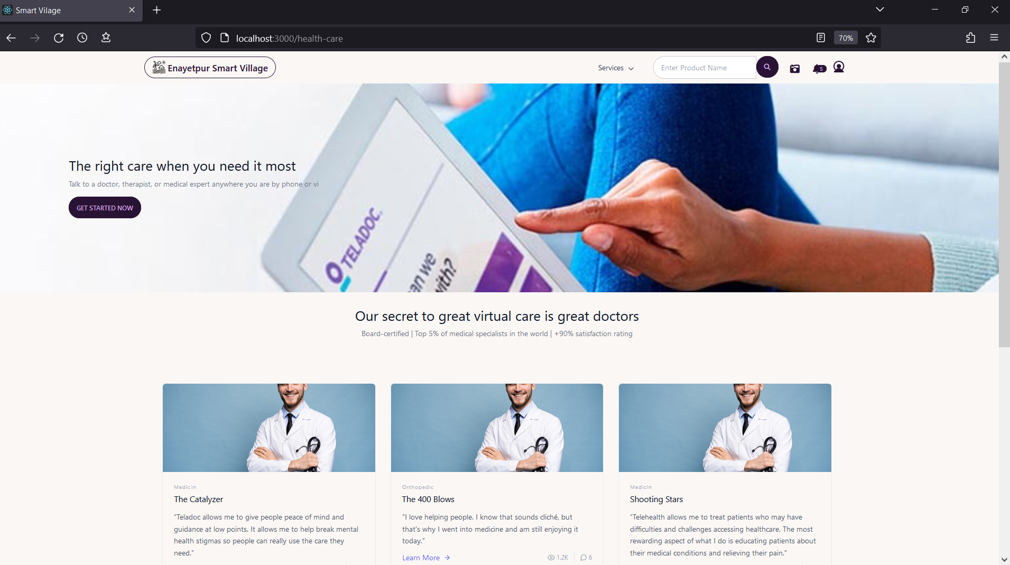 Smart Vilage
localhost:3000/health-care
70%
Enayetpur Smart Village
Services
Enter Product Name
The right care when you need it most
Talk to a doctor, therapist, or medical expert anywhere you are by phone or vi
GET STARTED NOW
TELADOC.
can we
with?
Our secret to great virtual care is great doctors
Board-certified | Top 5% of medical specialists in the world | +90% satisfaction rating
Medicin
The Catalyzer
"Teladoc allows me to give people peace of mind and
guidance at low points. It allows me to help break mental
health stigmas so people can really use the care they
need."
Orthopedic
The 400 Blows
"I love helping people. I know that sounds cliché, but
that's why I went into medicine and am still enjoying it
today."
Learn More
1.2K
6
Medicin
Shooting Stars
"Telehealth allows me to treat patients who may have
difficulties and challenges accessing healthcare. The most
rewarding aspect of what I do is educating patients about
their medical conditions and relieving their pain."